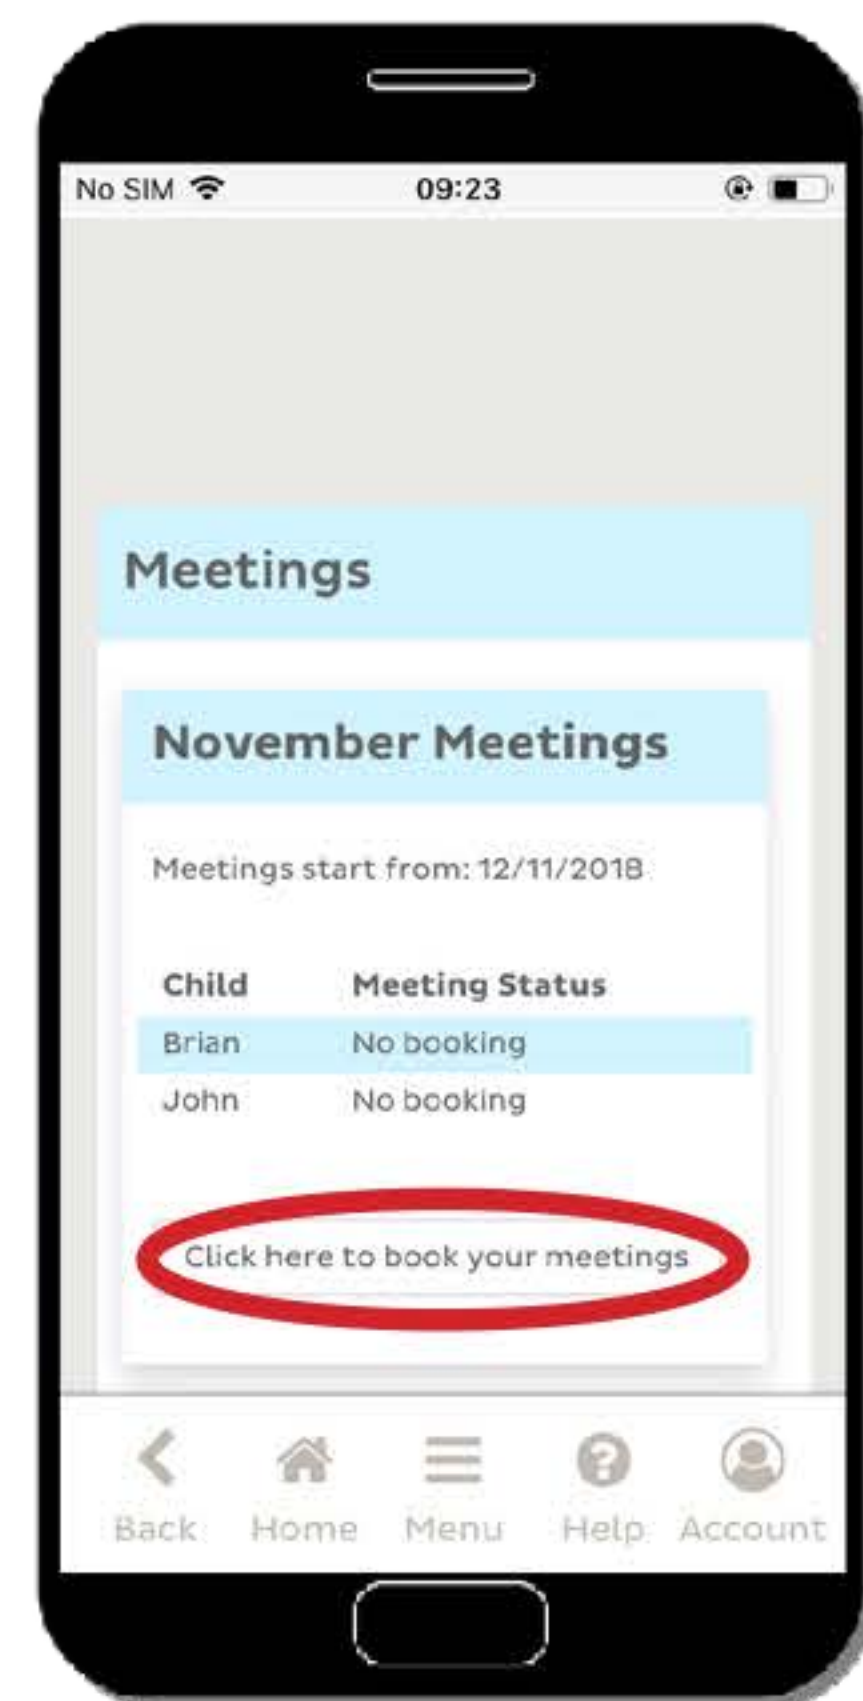 No SIM 09:23
Meetings
November Meetings
Meetings start from: 12/11/2018
Child Meeting Status
Brian No booking
John No booking
Click here to book your meetings
Back Home Menu Help Account